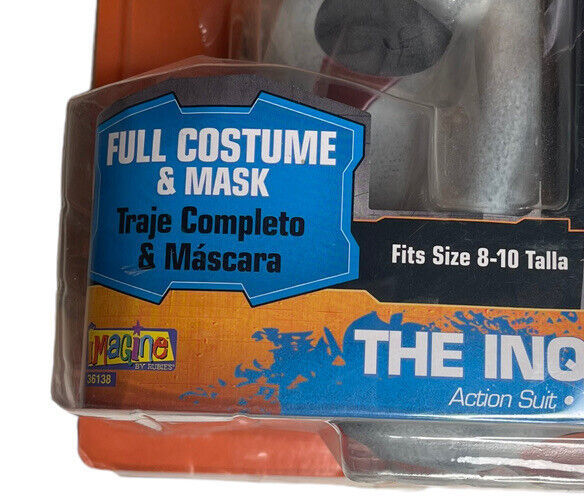 FULL COSTUME
& MASK
Traje Completo
& Máscara
Fits Size 8-10 Talla
imagine
BY RUBIE'S
36138
THE INQ
Action Suit •